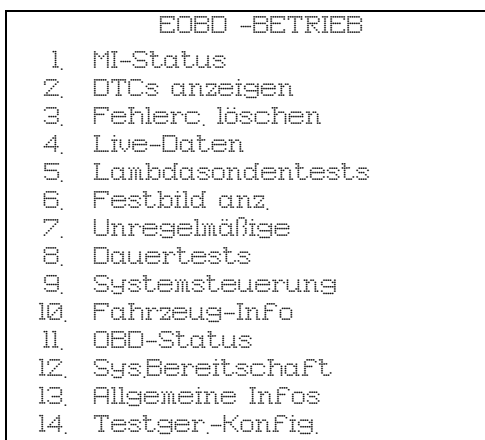 EOBD -BETRIEB
1. MI-Status
2. DTCs anzeigen
3. Fehlerc. löschen
4. Live-Daten
5. Lambdasondentests
6. Festbild anz.
7. Unregelmäßige
8. Dauertests
9. Systemsteuerung
10. Fahrzeug-Info
11. OBD-Status
12. Sys.Bereitschaft
13. Allgemeine Infos
14. Testger.-Konfig.